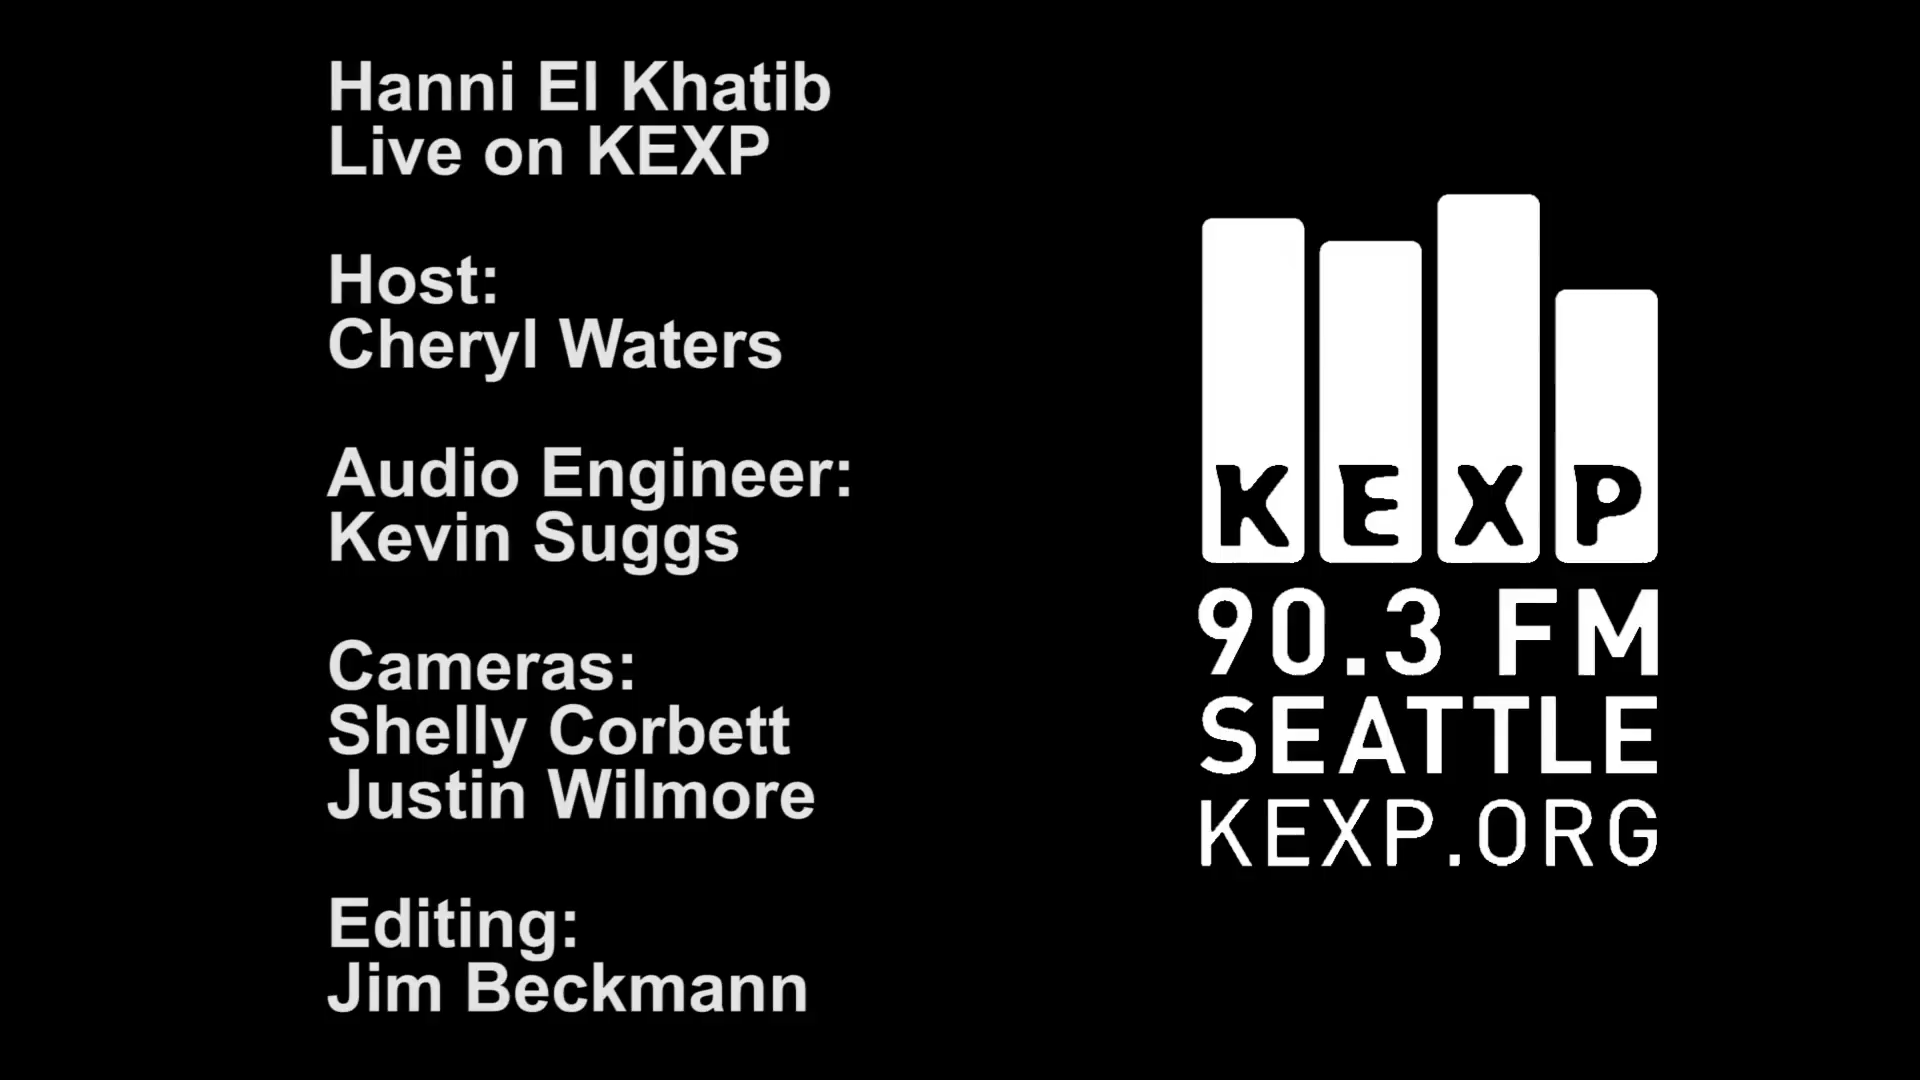 Hanni El Khatib
Live on KEXP
Host:
Cheryl Waters
Audio Engineer:
Kevin Suggs
Cameras:
Shelly Corbett
Justin Wilmore
Editing:
Jim Beckmann
KEXP
90.3 FM
SEATTLE
KEXP.ORG